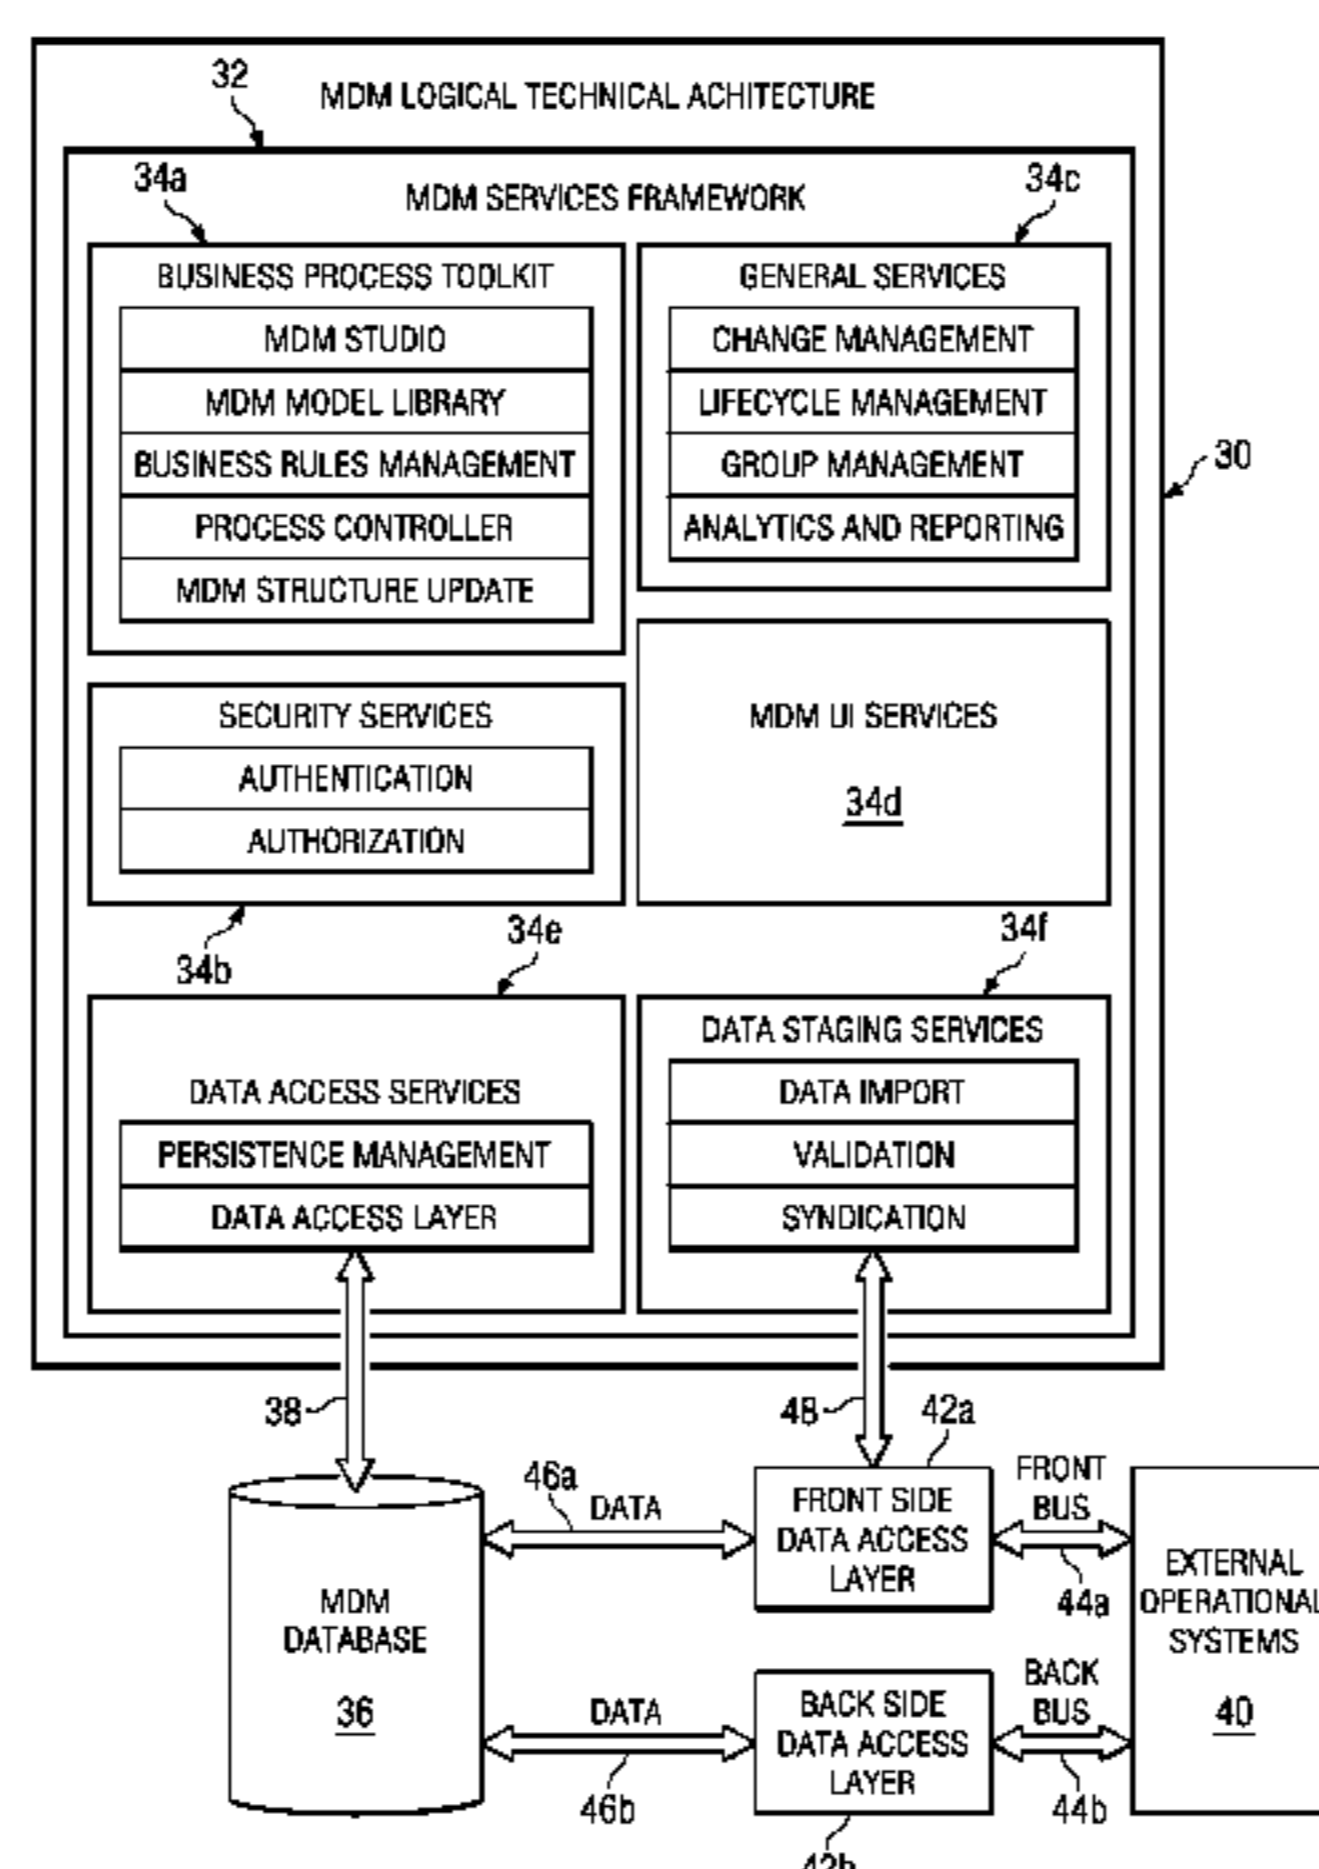 32
MDM LOGICAL TECHNICAL ACHITECTURE
34a
MDM SERVICES FRAMEWORK
34c
BUSINESS PROCESS TOOLKIT
MDM STUDIO
MDM MODEL LIBRARY
BUSINESS RULES MANAGEMENT
PROCESS CONTROLLER
MDM STRUCTURE UPDATE
GENERAL SERVICES
CHANGE MANAGEMENT
LIFECYCLE MANAGEMENT
GROUP MANAGEMENT
ANALYTICS AND REPORTING
30
SECURITY SERVICES
AUTHENTICATION
AUTHORIZATION
34b
MDM UI SERVICES
34d
34e
34f
DATA ACCESS SERVICES
PERSISTENCE MANAGEMENT
DATA ACCESS LAYER
DATA STAGING SERVICES
DATA IMPORT
VALIDATION
SYNDICATION
38
48
42a
46a
DATA
FRONT SIDE
DATA ACCESS
LAYER
FRONT
BUS
44a
MDM
DATABASE
36
EXTERNAL
OPERATIONAL
SYSTEMS
40
DATA
46b
BACK SIDE
DATA ACCESS
LAYER
BACK
BUS
44b
42b